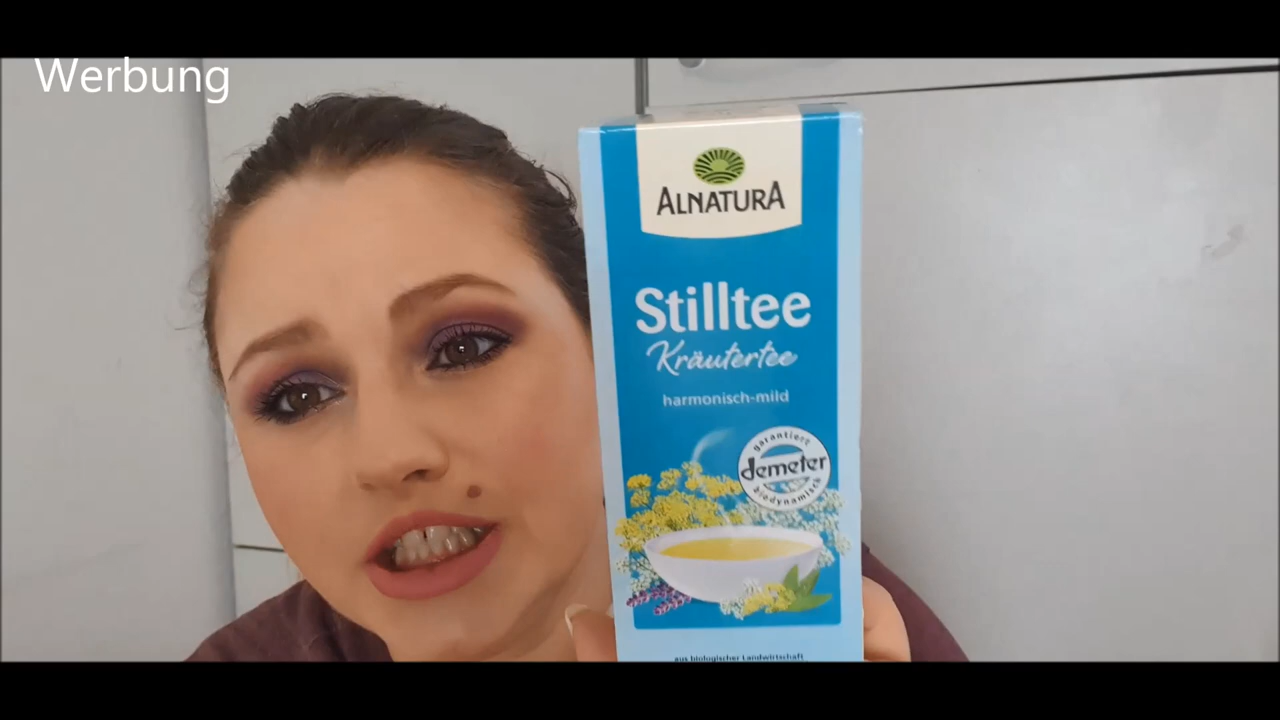 Werbung
ALNATURA
Stilltee
Kräutertee
harmonisch-mild
garantiert
demeter
biodynamisch
aus biologischer Landwirtschaft